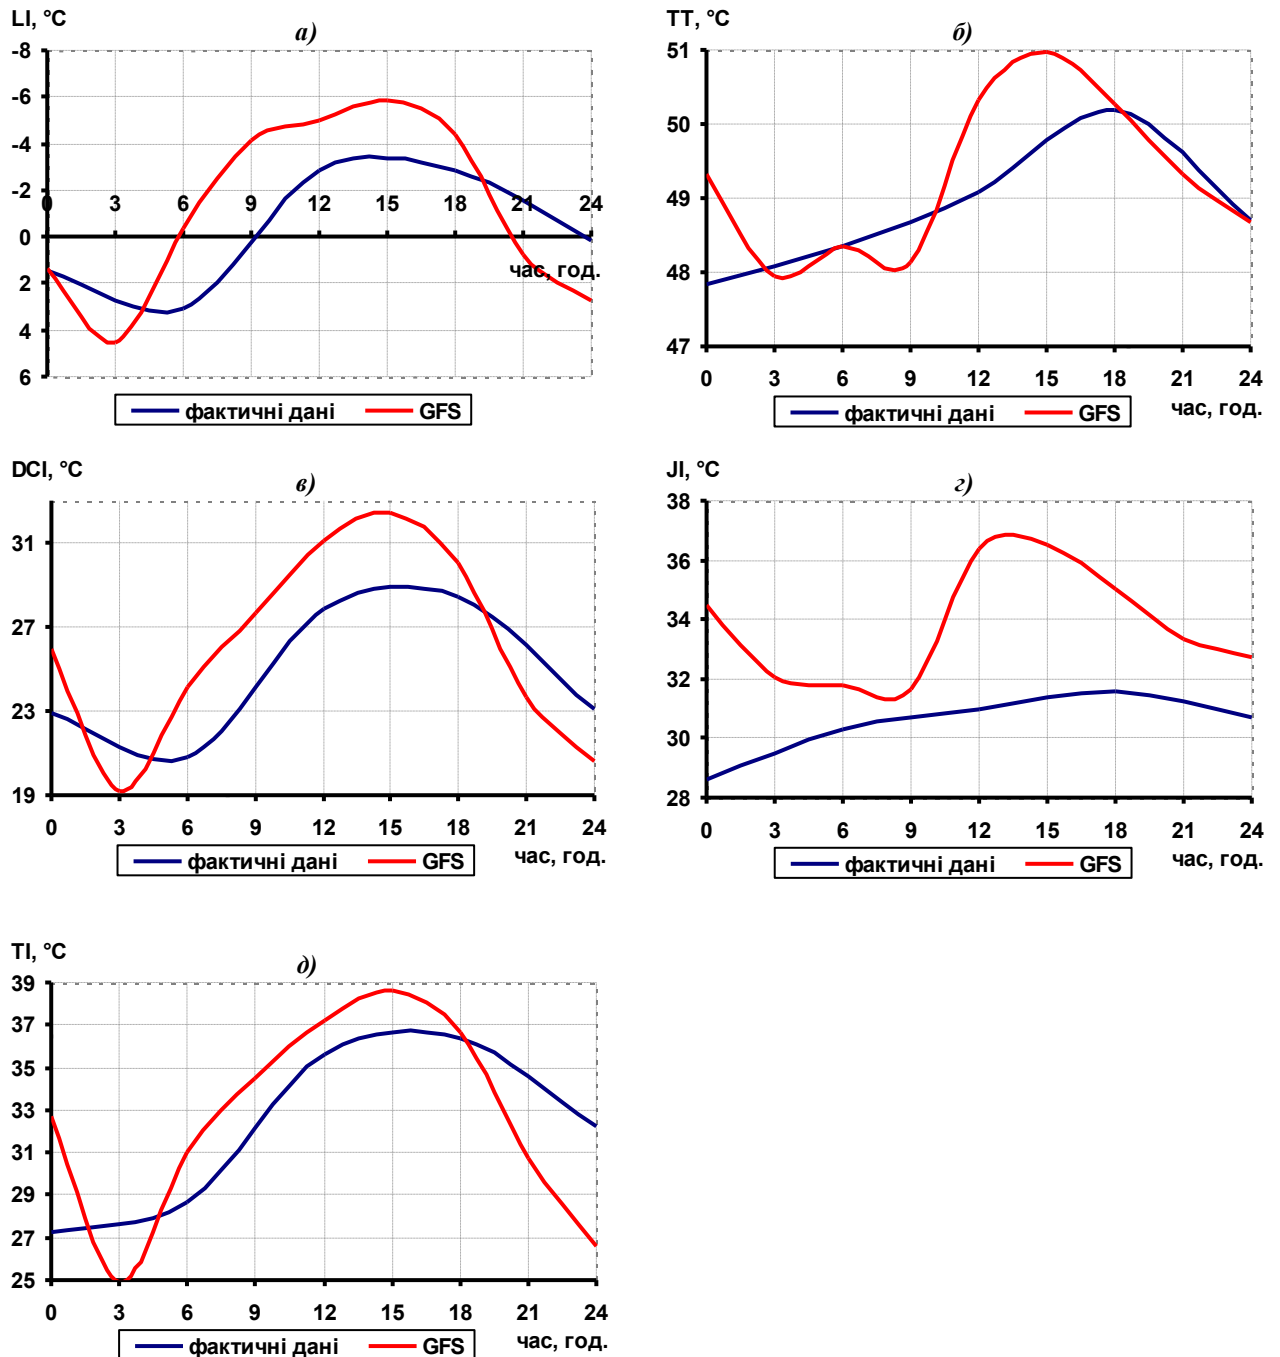 LI, °C
а)
-8
-6
-4
-2
0
2
4
6
0 3 6 9 12 15 18 21 24
час, год.
фактичні дані GFS
TT, °C
б)
51
50
49
48
47
0 3 6 9 12 15 18 21 24
час, год.
фактичні дані GFS
DCI, °C
в)
31
27
23
19
0 3 6 9 12 15 18 21 24
час, год.
фактичні дані GFS
JI, °C
г)
38
36
34
32
30
28
0 3 6 9 12 15 18 21 24
час, год.
фактичні дані GFS
TI, °C
д)
39
37
35
33
31
29
27
25
0 3 6 9 12 15 18 21 24
час, год.
фактичні дані GFS